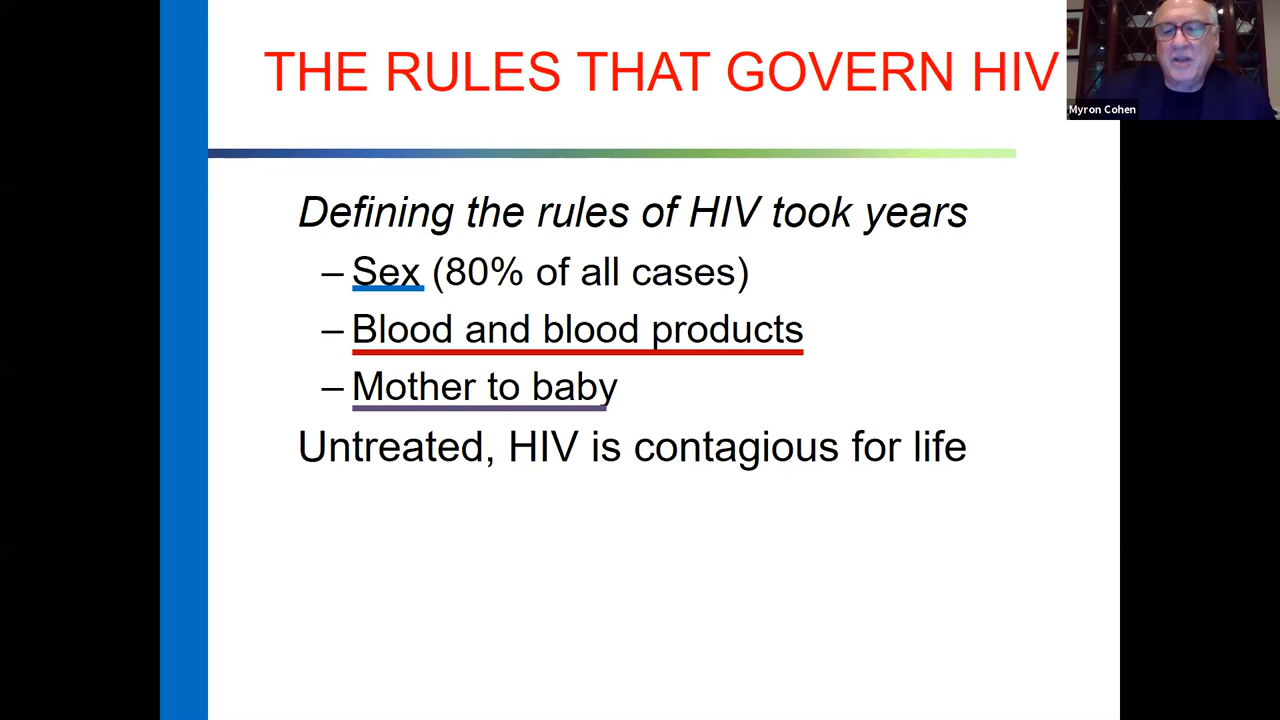 THE RULES THAT GOVERN HIV
Myron Cohen
Defining the rules of HIV took years
– Sex (80% of all cases)
– Blood and blood products
– Mother to baby
Untreated, HIV is contagious for life